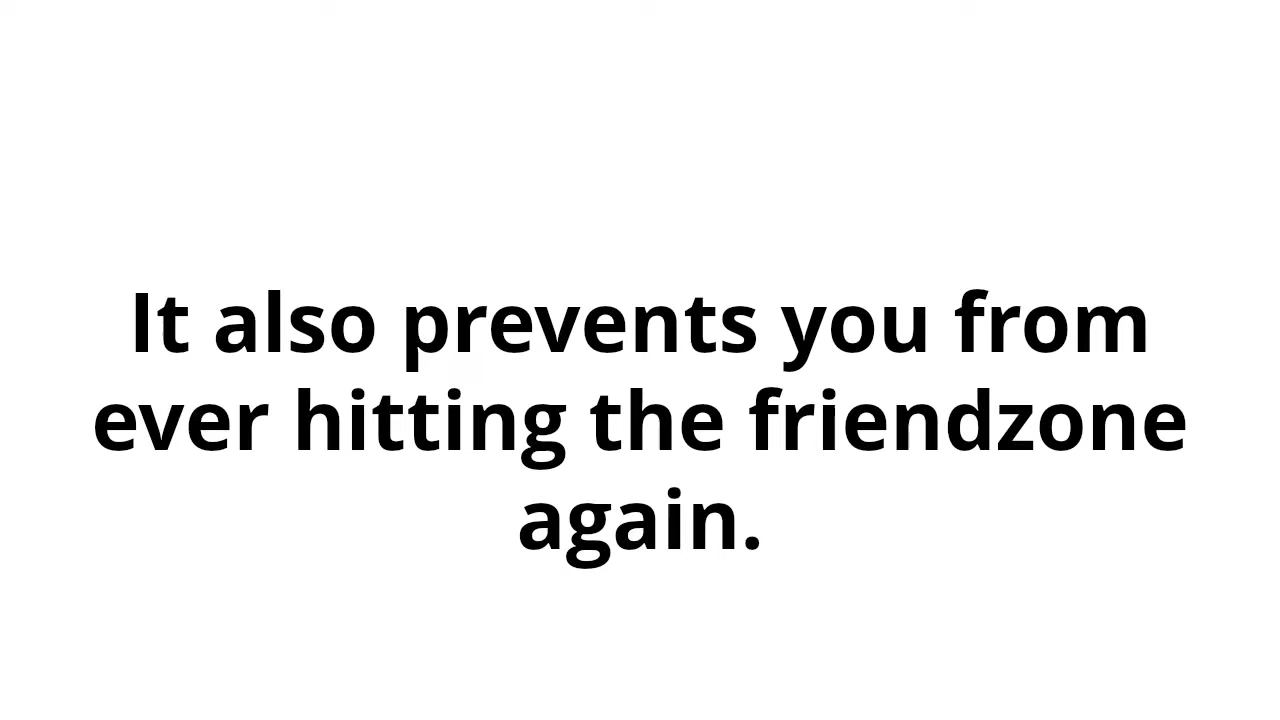 It also prevents you from
ever hitting the friendzone
again.